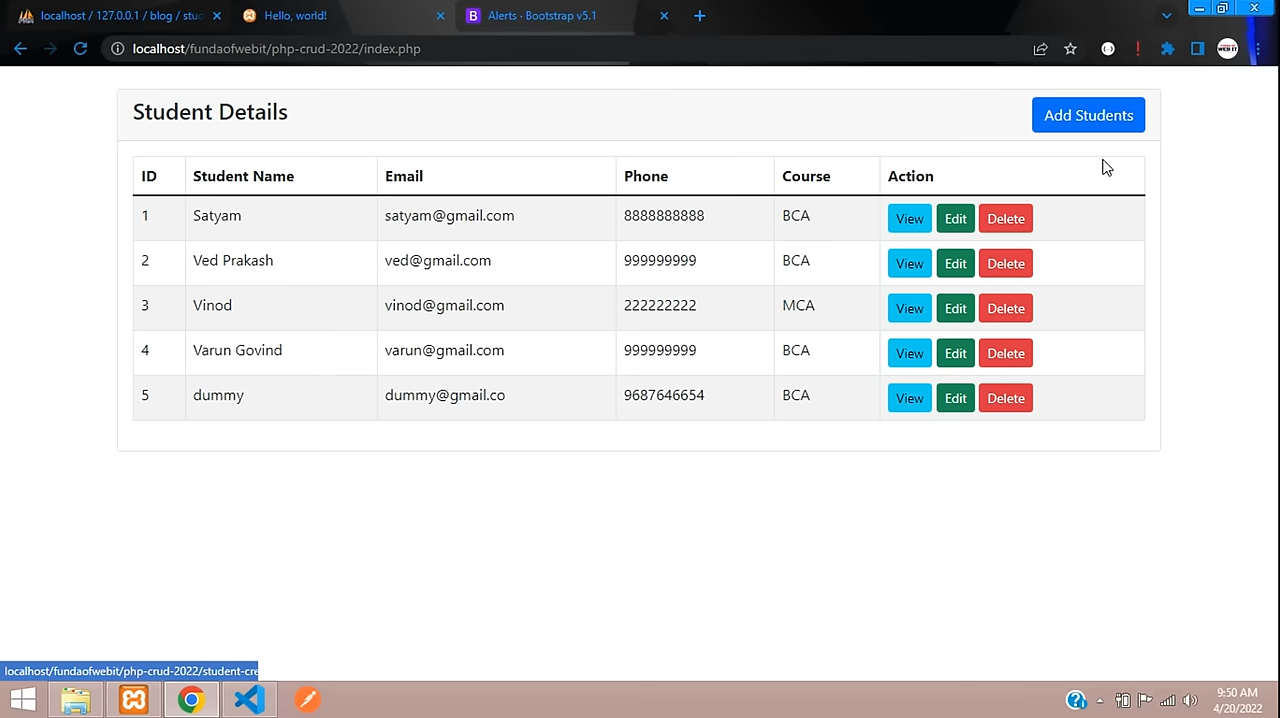 localhost / 127.0.0.1 / blog / stud
Hello, world!
B Alerts · Bootstrap v5.1
localhost/fundaofwebit/php-crud-2022/index.php
Student Details
Add Students
ID Student Name Email Phone Course Action
1 Satyam satyam@gmail.com 8888888888 BCA View Edit Delete
2 Ved Prakash ved@gmail.com 999999999 BCA View Edit Delete
3 Vinod vinod@gmail.com 222222222 MCA View Edit Delete
4 Varun Govind varun@gmail.com 999999999 BCA View Edit Delete
5 dummy dummy@gmail.co 9687646654 BCA View Edit Delete
localhost/fundaofwebit/php-crud-2022/student-cre
9:50 AM
4/20/2022